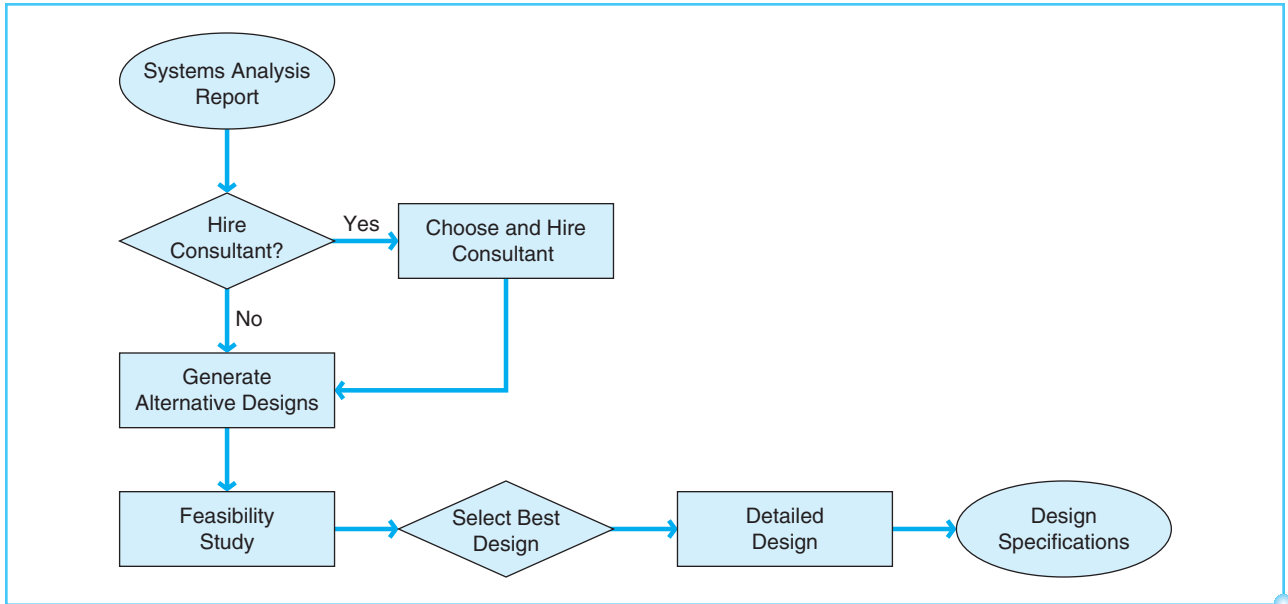 Systems Analysis
Report
Hire
Consultant?
Yes
Choose and Hire
Consultant
No
Generate
Alternative Designs
Feasibility
Study
Select Best
Design
Detailed
Design
Design
Specifications